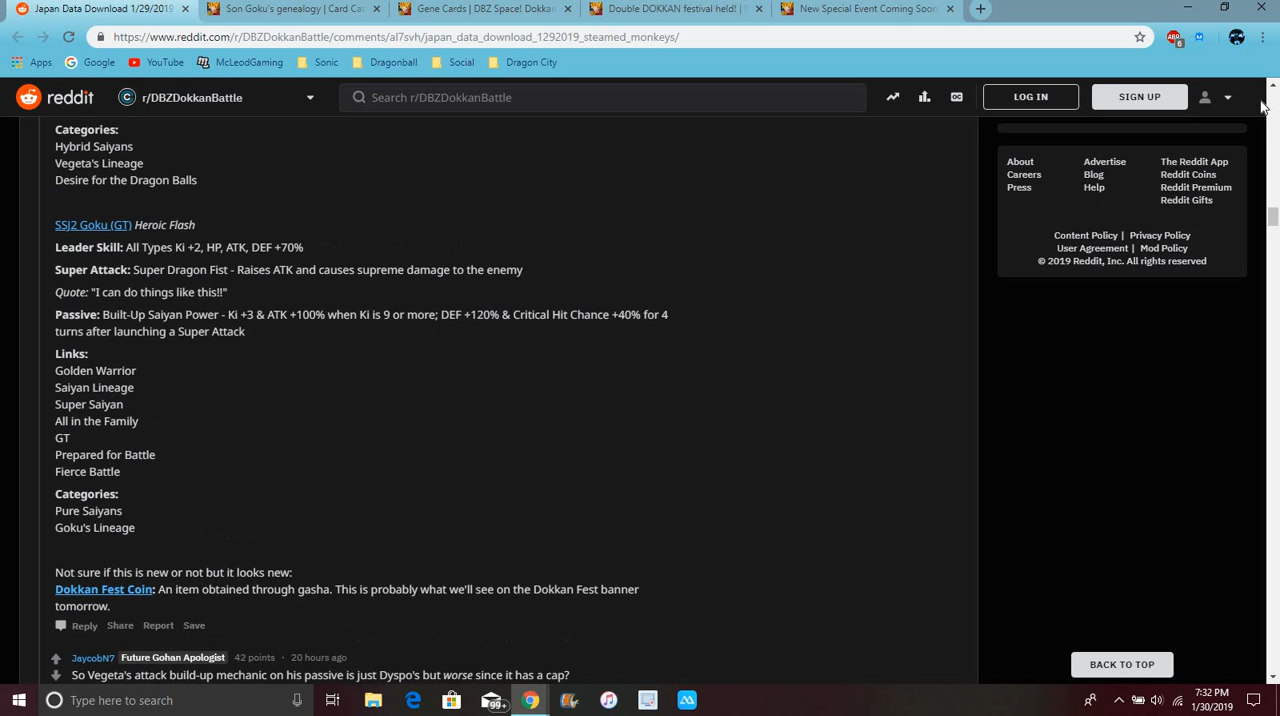 Japan Data Download 1/29/2019
Son Goku's genealogy | Card Cat
Gene Cards | DBZ Space! Dokkan
Double DOKKAN festival held! |
New Special Event Coming Soon
https://www.reddit.com/r/DBZDokkanBattle/comments/al7svh/japan_data_download_1292019_steamed_monkeys/
ABP
6
Apps
Google
YouTube
McLeodGaming
Sonic
Dragonball
Social
Dragon City
reddit
r/DBZDokkanBattle
Search r/DBZDokkanBattle
OC
LOG IN
SIGN UP
Categories:
Hybrid Saiyans
Vegeta's Lineage
Desire for the Dragon Balls
SSJ2 Goku (GT) Heroic Flash
Leader Skill: All Types Ki +2, HP, ATK, DEF +70%
Super Attack: Super Dragon Fist - Raises ATK and causes supreme damage to the enemy
Quote: "I can do things like this!!"
Passive: Built-Up Saiyan Power - Ki +3 & ATK +100% when Ki is 9 or more; DEF +120% & Critical Hit Chance +40% for 4
turns after launching a Super Attack
Links:
Golden Warrior
Saiyan Lineage
Super Saiyan
All in the Family
GT
Prepared for Battle
Fierce Battle
Categories:
Pure Saiyans
Goku's Lineage
Not sure if this is new or not but it looks new:
Dokkan Fest Coin: An item obtained through gasha. This is probably what we'll see on the Dokkan Fest banner
tomorrow.
Reply Share Report Save
JaycobN7 Future Gohan Apologist 42 points · 20 hours ago
So Vegeta's attack build-up mechanic on his passive is just Dyspo's but worse since it has a cap?
About Advertise The Reddit App
Careers Blog Reddit Coins
Press Help Reddit Premium
Reddit Gifts
Content Policy | Privacy Policy
User Agreement | Mod Policy
© 2019 Reddit, Inc. All rights reserved
BACK TO TOP
Type here to search
99+
7:32 PM
1/30/2019